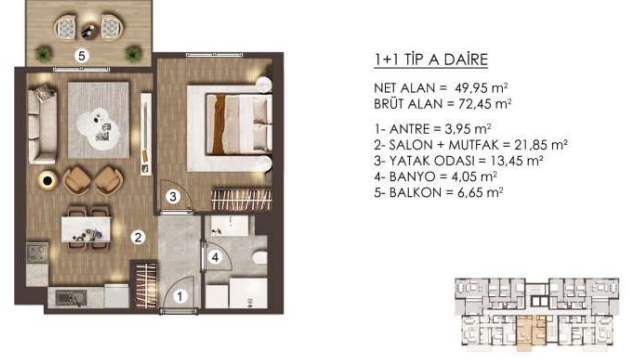 1+1 TİP A DAİRE
NET ALAN = 49,95 m²
BRÜT ALAN = 72,45 m²
1- ANTRE = 3,95 m²
2- SALON + MUTFAK = 21,85 m²
3- YATAK ODASI = 13,45 m²
4- BANYO = 4,05 m²
5- BALKON = 6,65 m²
5
3
2
4
1